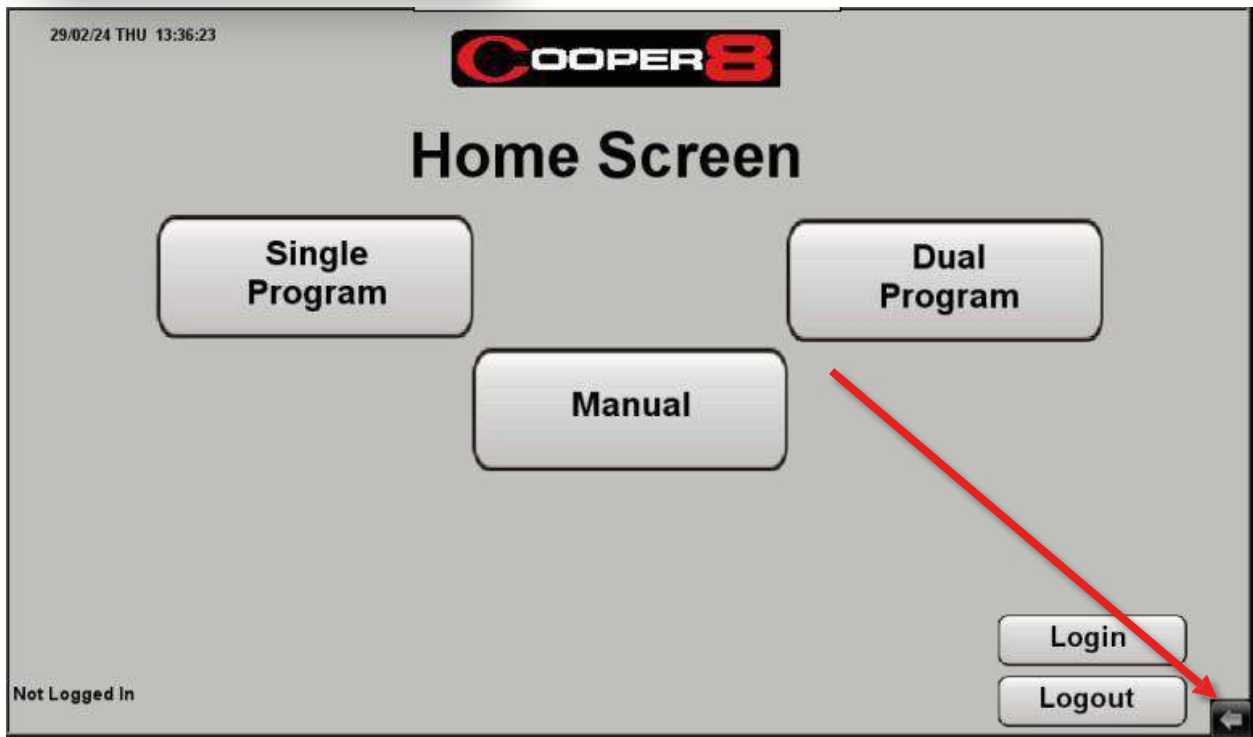 29/02/24 THU 13:36:23
COOPER8
Home Screen
Single
Program
Dual
Program
Manual
Login
Logout
Not Logged In